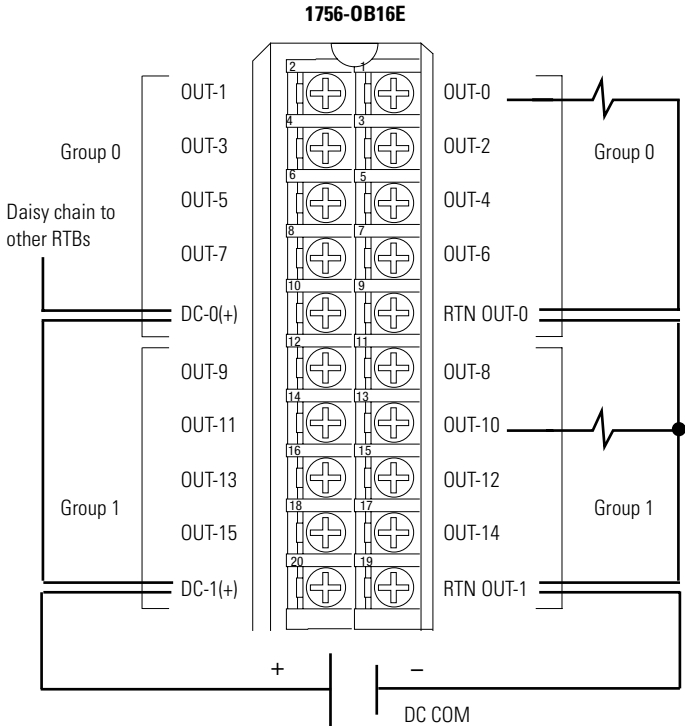 1756-OB16E
2 1
OUT-1 OUT-0
4 3
Group 0 OUT-3 OUT-2 Group 0
6 5
OUT-5 OUT-4
Daisy chain to
other RTBs
8 7
OUT-7 OUT-6
10 9
DC-0(+) RTN OUT-0
12 11
OUT-9 OUT-8
14 13
OUT-11 OUT-10
16 15
OUT-13 OUT-12
Group 1 Group 1
18 17
OUT-15 OUT-14
20 19
DC-1(+) RTN OUT-1
+ –
DC COM